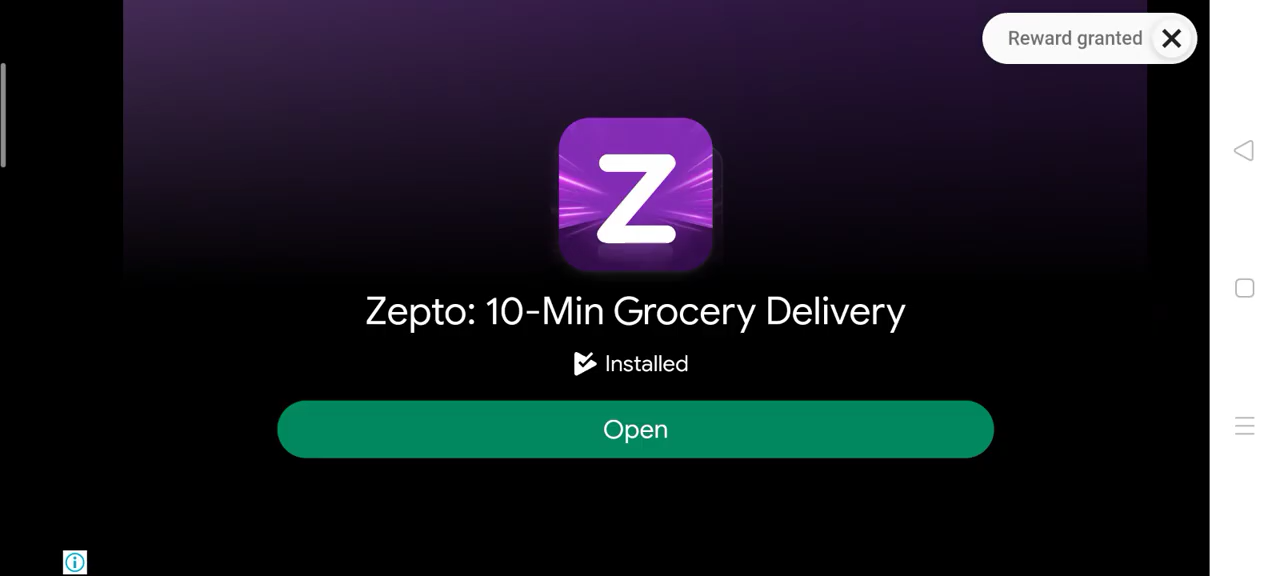 Reward granted
Z
Zepto: 10-Min Grocery Delivery
Installed
Open